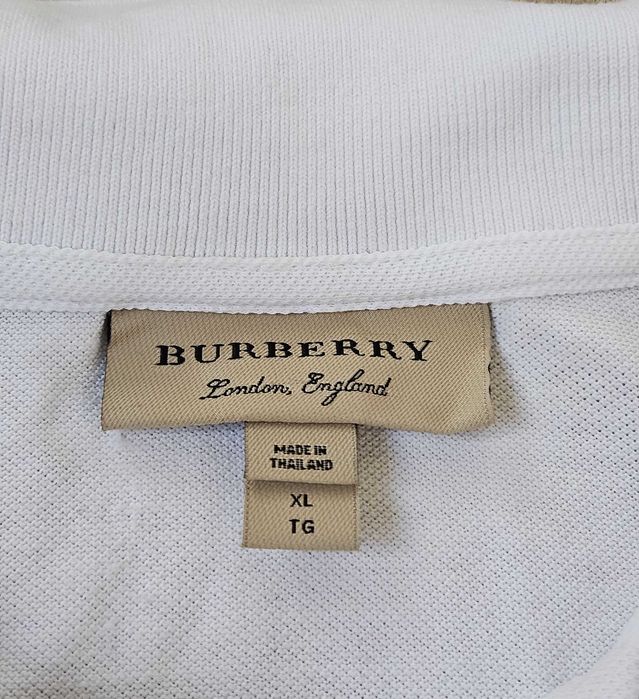 BURBERRY
London, England
MADE IN
THAILAND
XL
TG